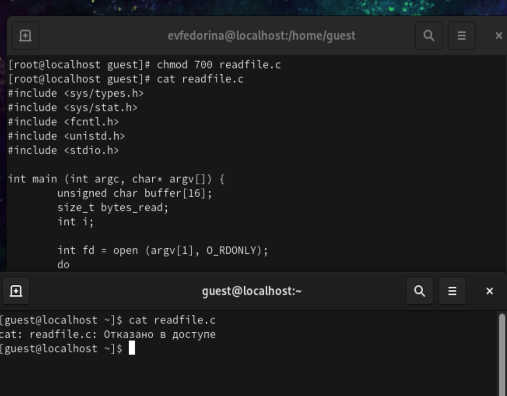 evfedorina@localhost:/home/guest
[root@localhost guest]# chmod 700 readfile.c
[root@localhost guest]# cat readfile.c
#include <sys/types.h>
#include <sys/stat.h>
#include <fcntl.h>
#include <unistd.h>
#include <stdio.h>
int main (int argc, char* argv[]) {
unsigned char buffer[16];
size_t bytes_read;
int i;
int fd = open (argv[1], O_RDONLY);
do
guest@localhost:~
[guest@localhost ~]$ cat readfile.c
cat: readfile.c: Отказано в доступе
[guest@localhost ~]$